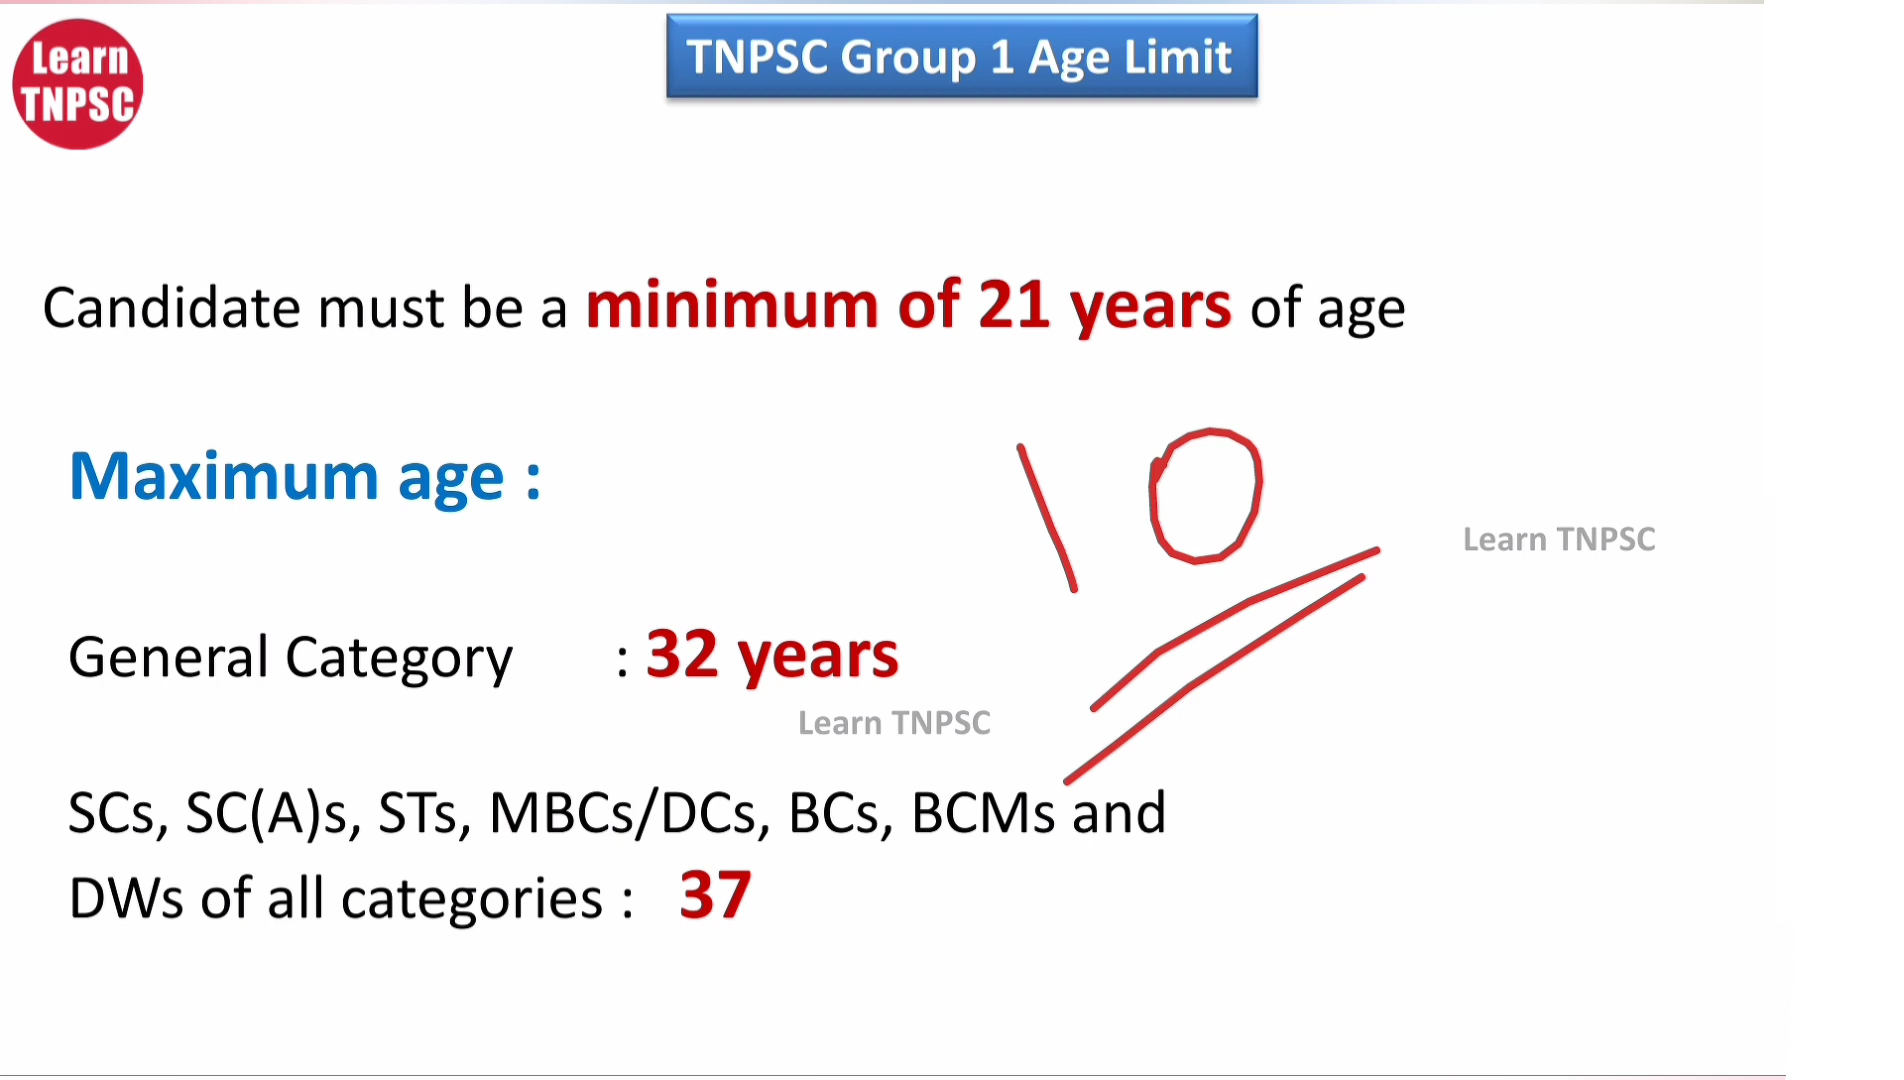 Learn
TNPSC
TNPSC Group 1 Age Limit
Candidate must be a minimum of 21 years of age
Maximum age :
10
Learn TNPSC
General Category : 32 years
Learn TNPSC
SCs, SC(A)s, STs, MBCs/DCs, BCs, BCMs and
DWs of all categories : 37